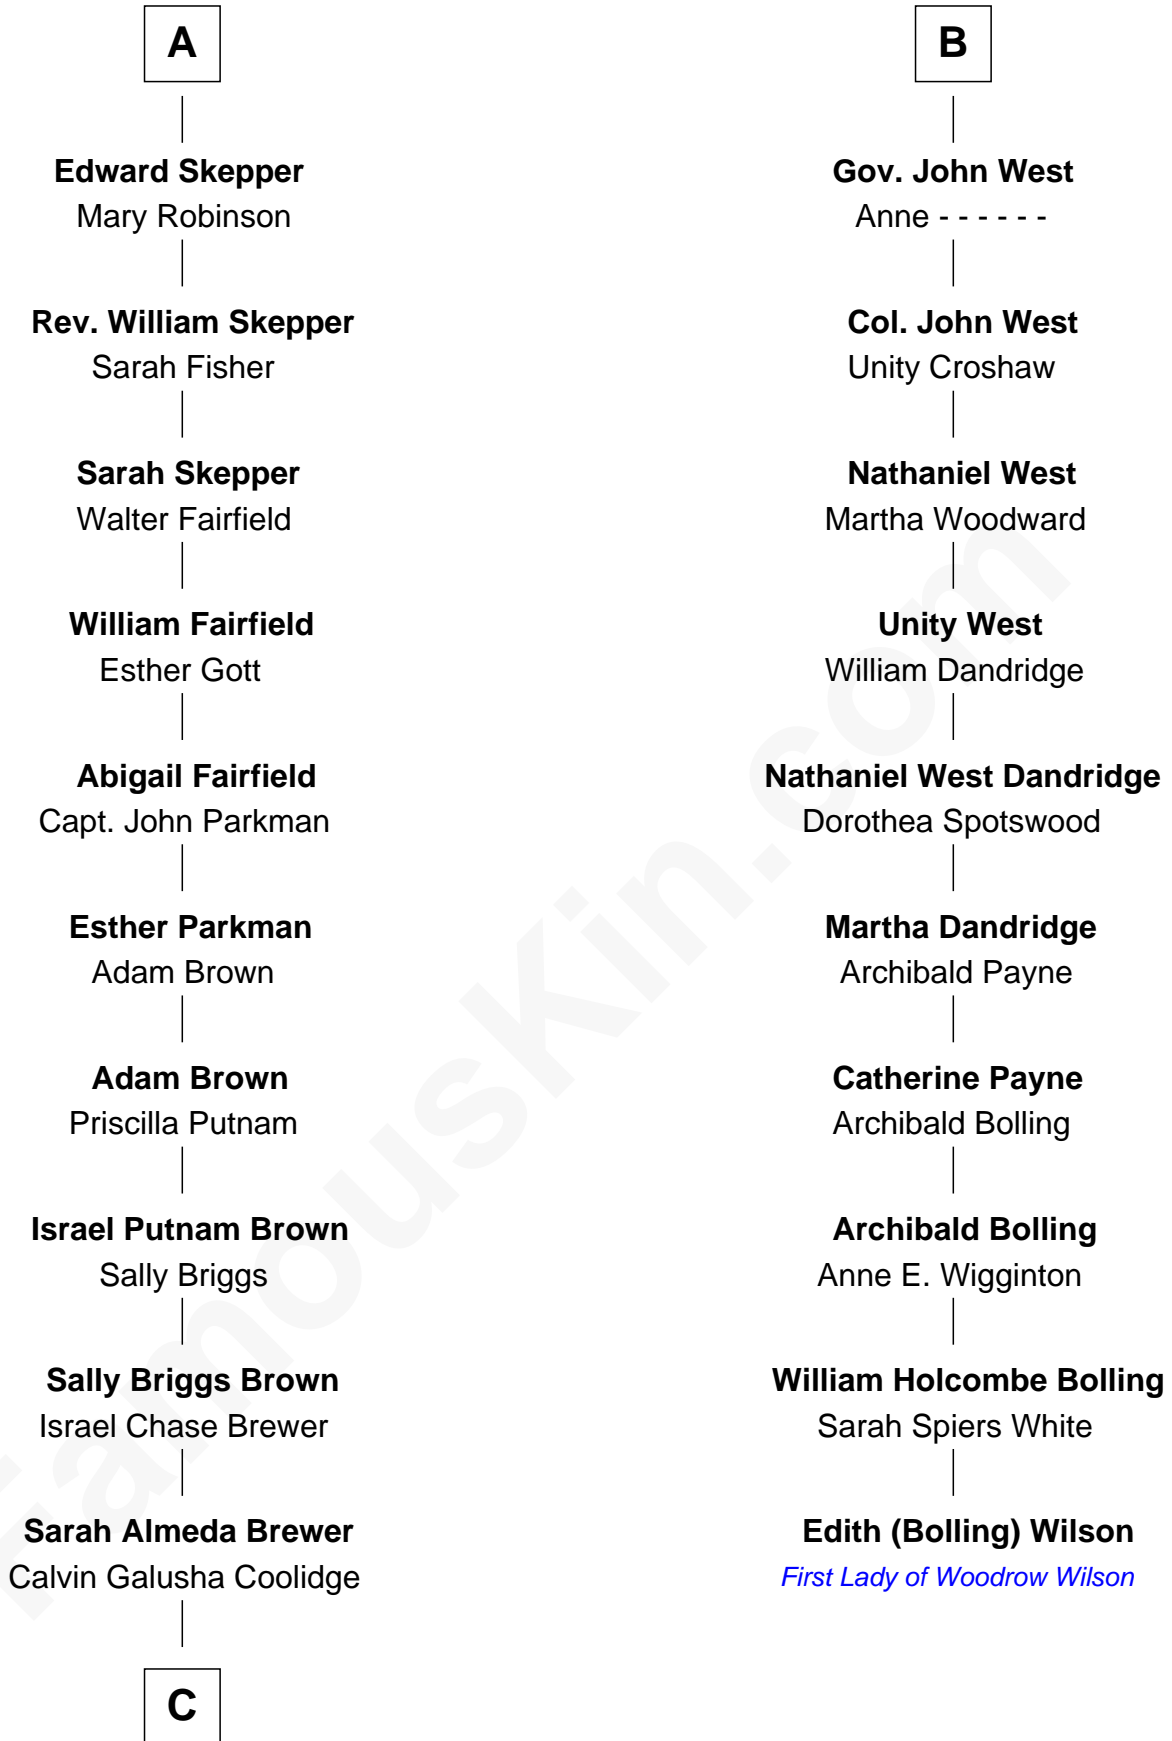 A
Edward Skepper
Mary Robinson
Rev. William Skepper
Sarah Fisher
Sarah Skepper
Walter Fairfield
William Fairfield
Esther Gott
Abigail Fairfield
Capt. John Parkman
Esther Parkman
Adam Brown
Adam Brown
Priscilla Putnam
Israel Putnam Brown
Sally Briggs
Sally Briggs Brown
Israel Chase Brewer
Sarah Almeda Brewer
Calvin Galusha Coolidge
C
B
Gov. John West
Anne - - - - - -
Col. John West
Unity Croshaw
Nathaniel West
Martha Woodward
Unity West
William Dandridge
Nathaniel West Dandridge
Dorothea Spotswood
Martha Dandridge
Archibald Payne
Catherine Payne
Archibald Bolling
Archibald Bolling
Anne E. Wigginton
William Holcombe Bolling
Sarah Spiers White
Edith (Bolling) Wilson
First Lady of Woodrow Wilson
FamousKin.com